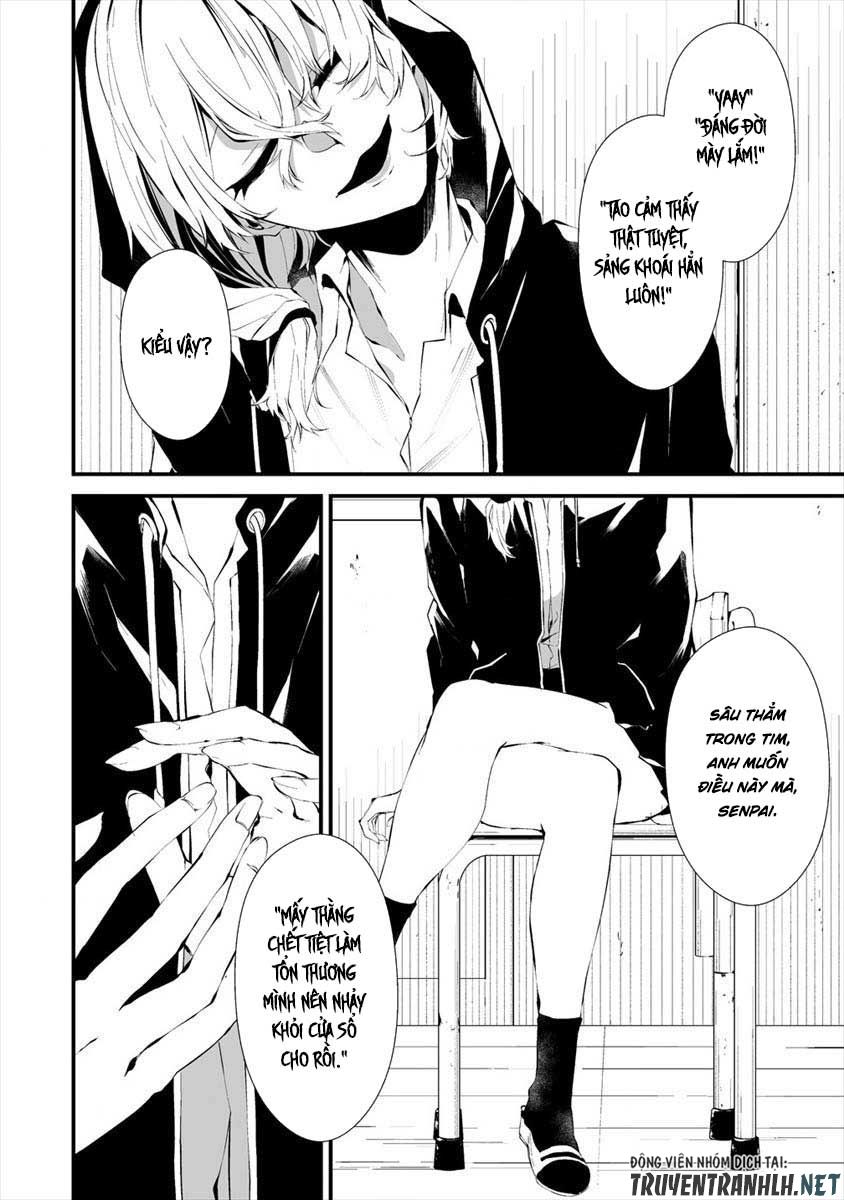 "YAAY"
"ĐÁNG ĐỜI
MÀY LẮM!"
"TAO CẢM THẤY
THẬT TUYỆT,
SẢNG KHOÁI HẲN
LUÔN!"
KIỂU VẬY?
SÂU THẲM
TRONG TIM,
ANH MUỐN
ĐIỀU NÀY MÀ,
SENPAI.
"MẤY THẰNG
CHẾT TIỆT LÀM
TỔN THƯƠNG
MÌNH NÊN NHẢY
KHỎI CỬA SỔ
CHO RỒI."
ĐỘNG VIÊN NHÓM DỊCH TẠI:
TRUYENTRANHLH.NET